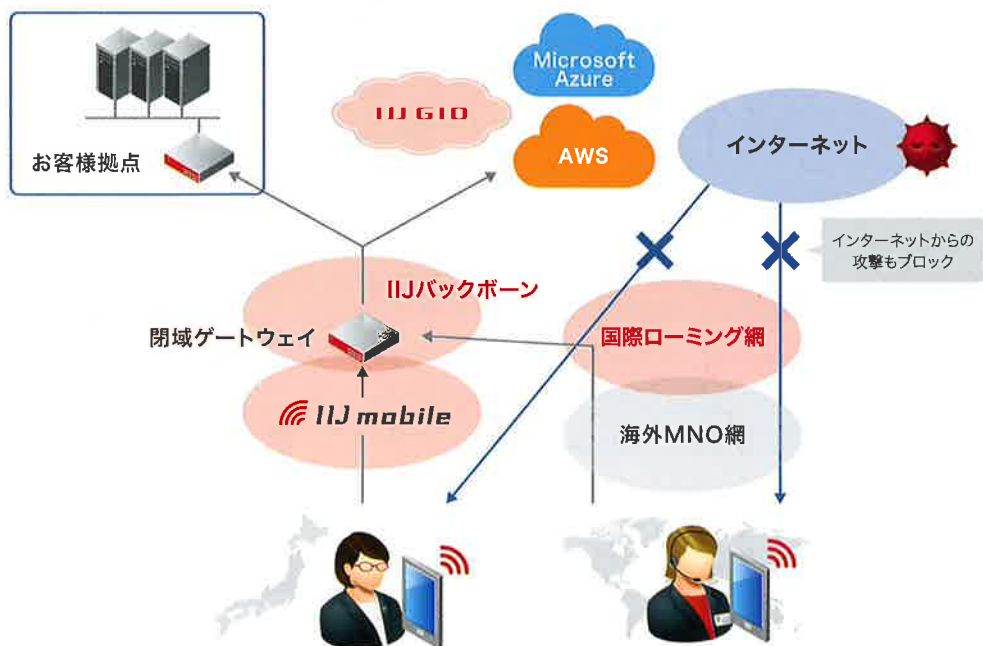 Microsoft
Azure
IIJ GIO
AWS
インターネット
お客様拠点
インターネットからの
攻撃もブロック
IIJバックボーン
閉域ゲートウェイ
国際ローミング網
IIJ mobile
海外MNO網